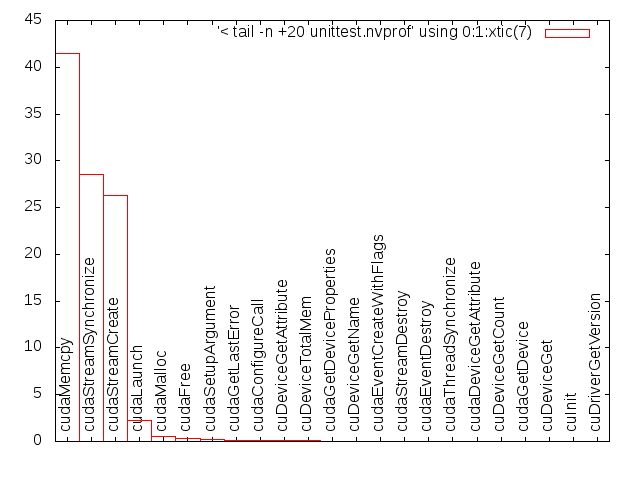 '< tail -n +20 unittest.nvprof' using 0:1:xtic(7)
45
40
35
30
25
20
15
10
5
0
cudaMemcpy
cudaStreamSynchronize
cudaStreamCreate
cudaLaunch
cudaMalloc
cudaFree
cudaSetupArgument
cudaGetLastError
cudaConfigureCall
cuDeviceGetAttribute
cuDeviceTotalMem
cudaGetDeviceProperties
cuDeviceGetName
cudaEventCreateWithFlags
cudaStreamDestroy
cudaEventDestroy
cudaThreadSynchronize
cudaDeviceGetAttribute
cuDeviceGetCount
cudaGetDevice
cuDeviceGet
cuInit
cuDriverGetVersion